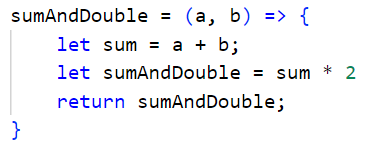 sumAndDouble = (a, b) => {
    let sum = a + b;
    let sumAndDouble = sum * 2
    return sumAndDouble;
}